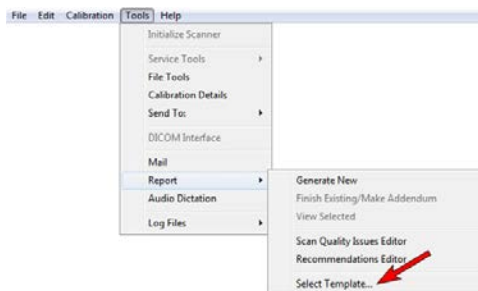 File Edit Calibration Tools Help
Initialize Scanner
Service Tools
File Tools
Calibration Details
Send To:
DICOM Interface
Mail
Report
Audio Dictation
Log Files
Generate New
Finish Existing/Make Addendum
View Selected
Scan Quality Issues Editor
Recommendations Editor
Select Template...